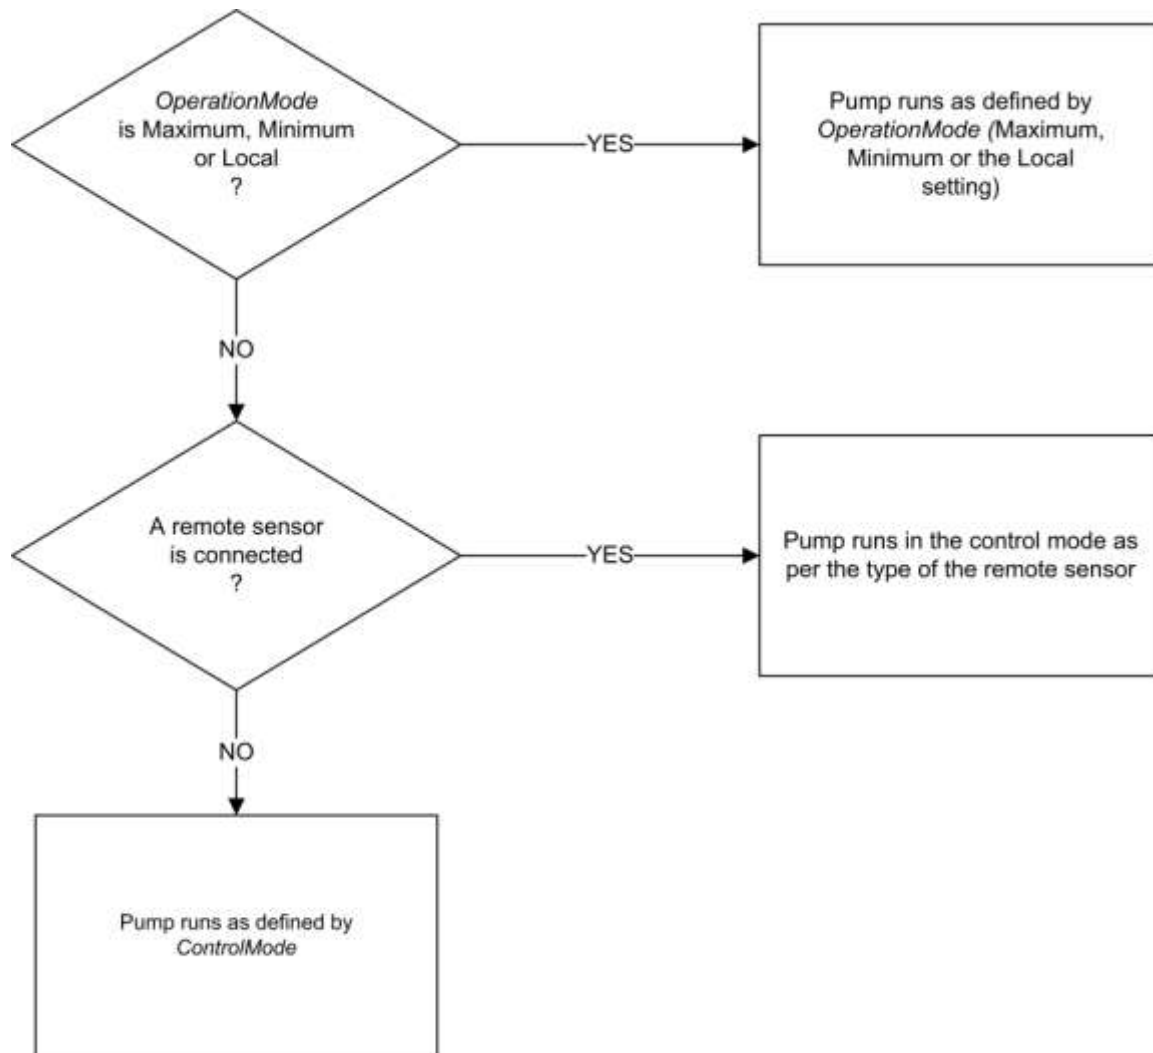 OperationMode
is Maximum, Minimum
or Local
?
YES
Pump runs as defined by
OperationMode (Maximum,
Minimum or the Local
setting)
NO
A remote sensor
is connected
?
YES
Pump runs in the control mode as
per the type of the remote sensor
NO
Pump runs as defined by
ControlMode